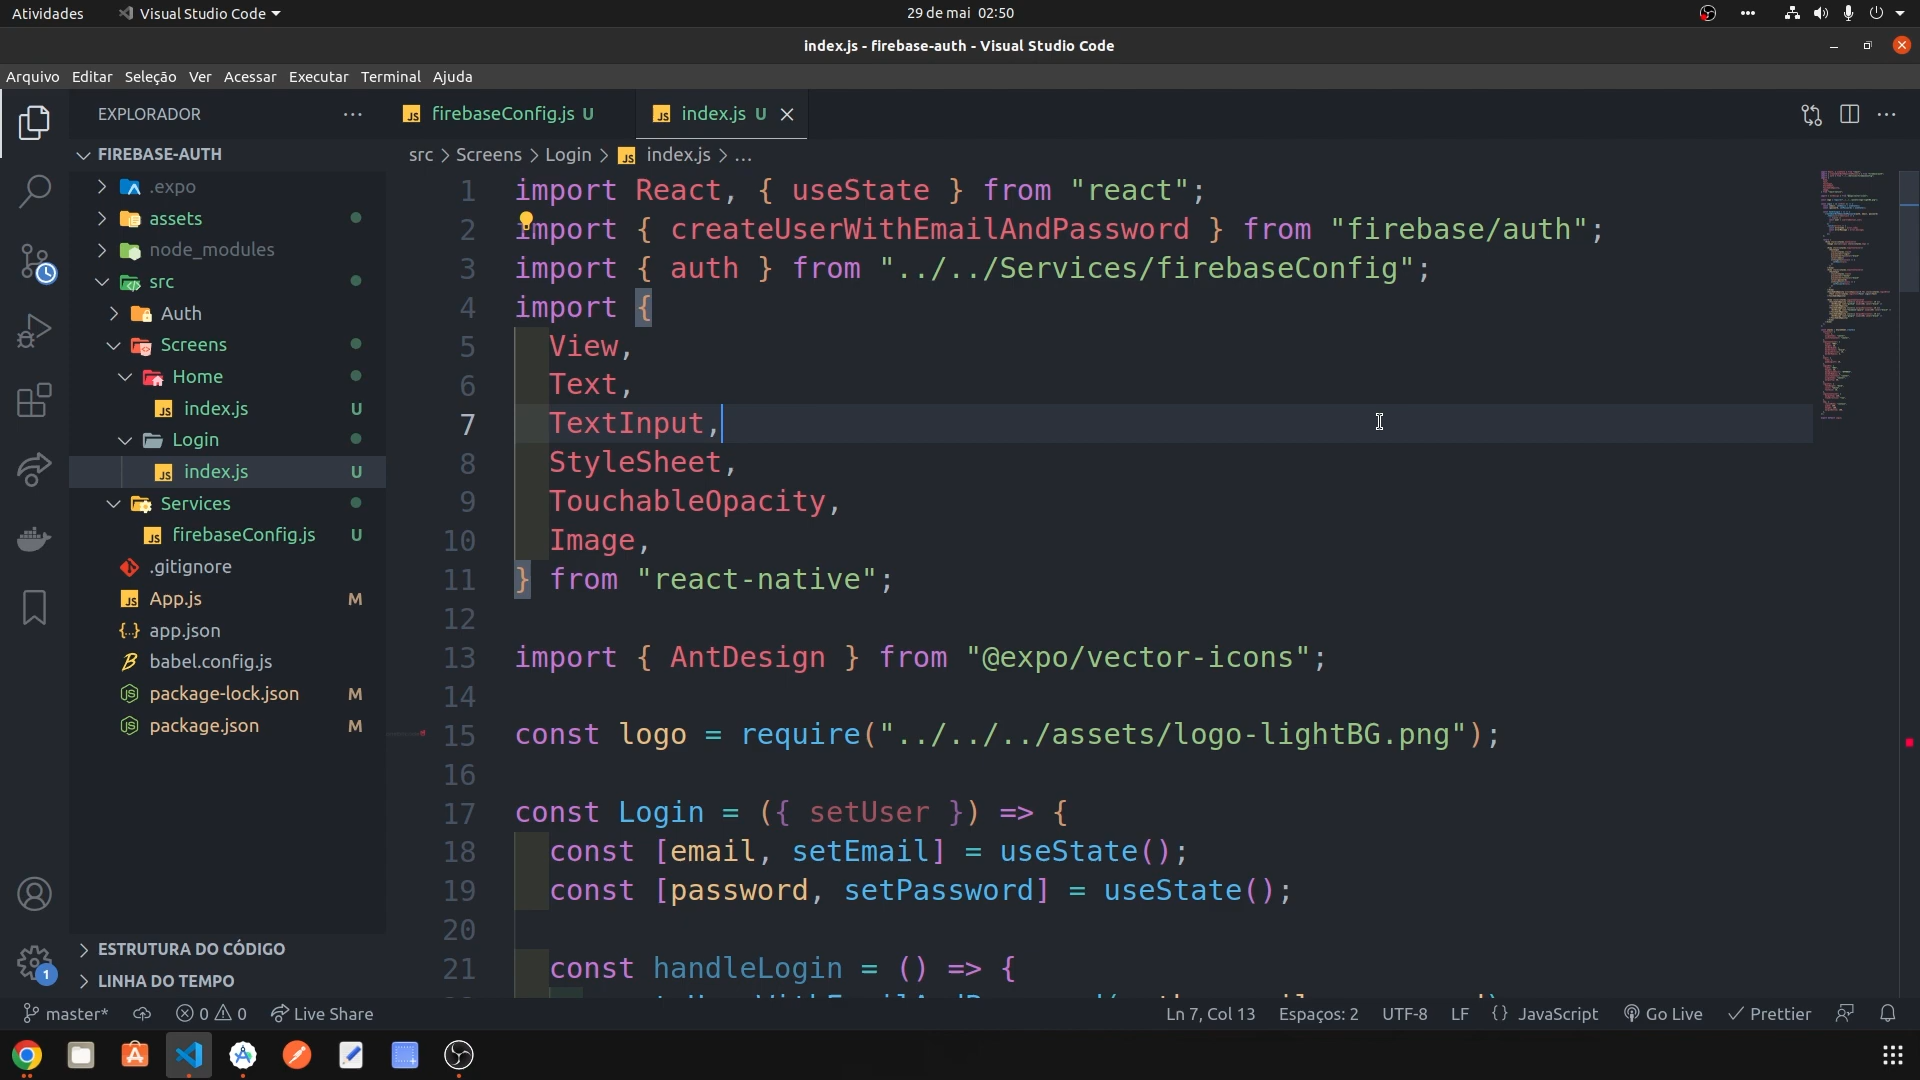 Atividades
Visual Studio Code
29 de mai 02:50
index.js - firebase-auth - Visual Studio Code
Arquivo Editar Seleção Ver Acessar Executar Terminal Ajuda
EXPLORADOR
firebaseConfig.js U
index.js U
FIREBASE-AUTH
.expo
assets
node_modules
src
Auth
Screens
Home
index.js U
Login
index.js U
Services
firebaseConfig.js U
.gitignore
App.js M
app.json
babel.config.js
package-lock.json M
package.json M
ESTRUTURA DO CÓDIGO
LINHA DO TEMPO
src > Screens > Login > index.js > ...
1 import React, { useState } from "react";
2 import { createUserWithEmailAndPassword } from "firebase/auth";
3 import { auth } from "../../Services/firebaseConfig";
4 import {
5 View,
6 Text,
7 TextInput,
8 StyleSheet,
9 TouchableOpacity,
10 Image,
11 } from "react-native";
12
13 import { AntDesign } from "@expo/vector-icons";
14
15 const logo = require("../../../assets/logo-lightBG.png");
16
17 const Login = ({ setUser }) => {
18 const [email, setEmail] = useState();
19 const [password, setPassword] = useState();
20
21 const handleLogin = () => {
master* 0 0 Live Share
Ln 7, Col 13 Espaços: 2 UTF-8 LF {} JavaScript Go Live Prettier
1